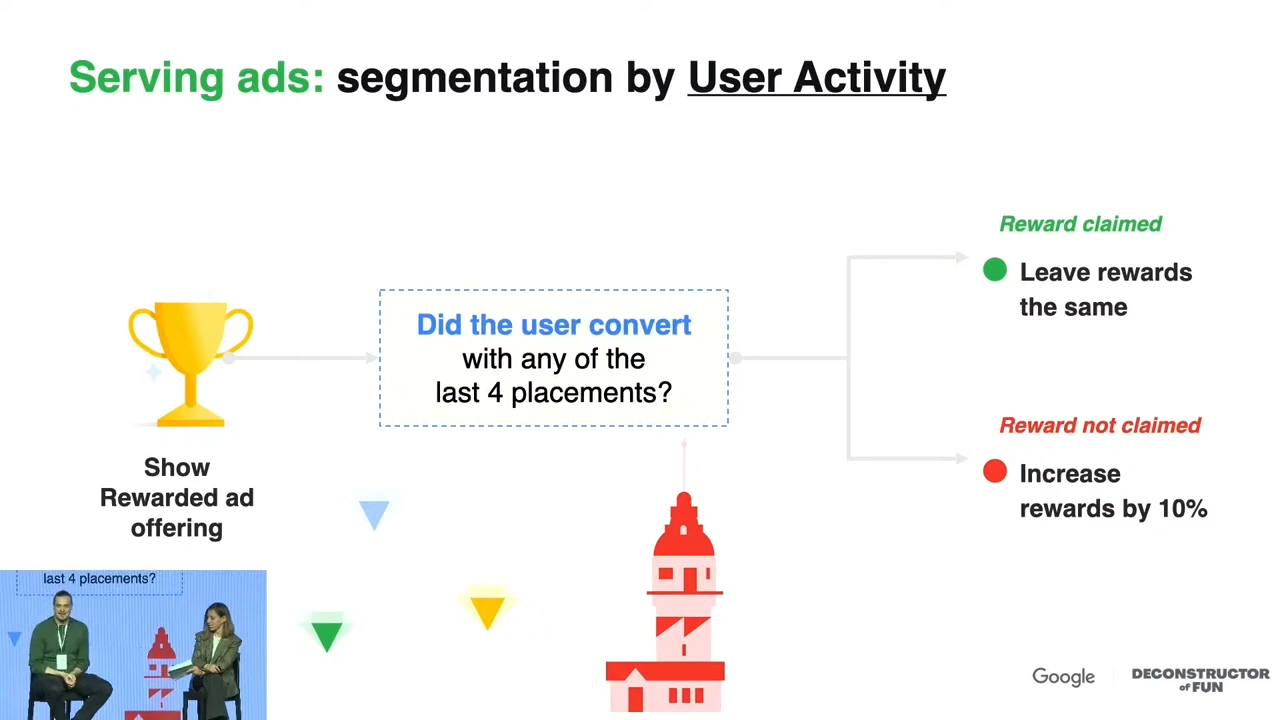 Serving ads: segmentation by User Activity
Reward claimed
Leave rewards
the same
Did the user convert
with any of the
last 4 placements?
Reward not claimed
Increase
rewards by 10%
Show
Rewarded ad
offering
last 4 placements?
Google
DECONSTRUCTOR
of FUN